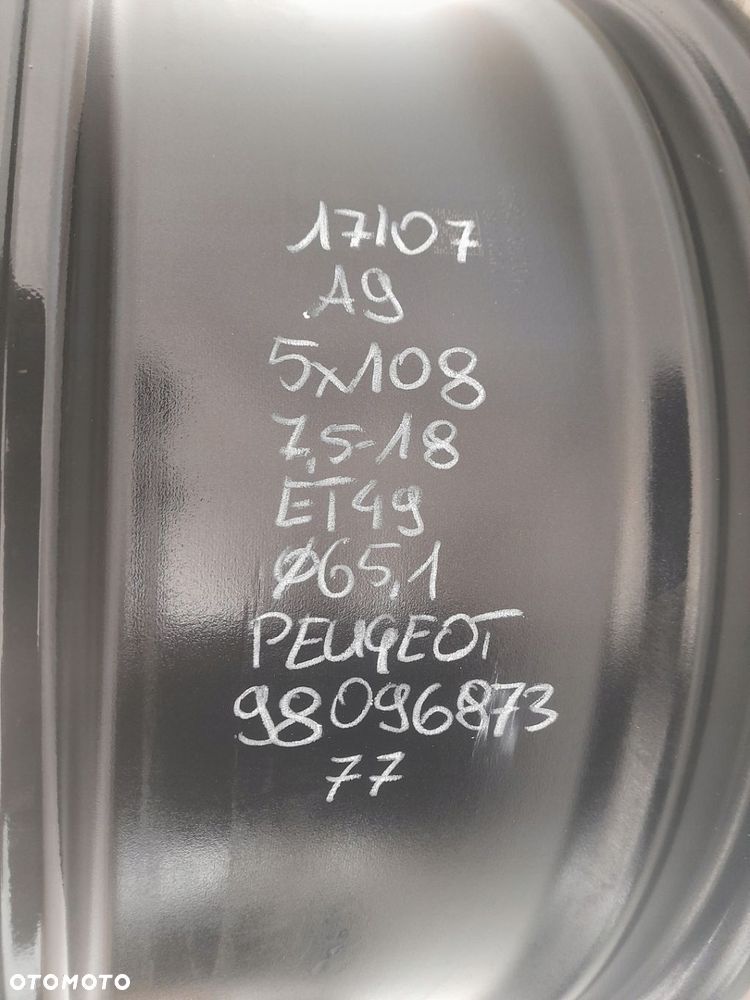 17107
A9
5x108
7,5-18
ET49
Ø65,1
PEUGEOT
98096873
77
OTOMOTO